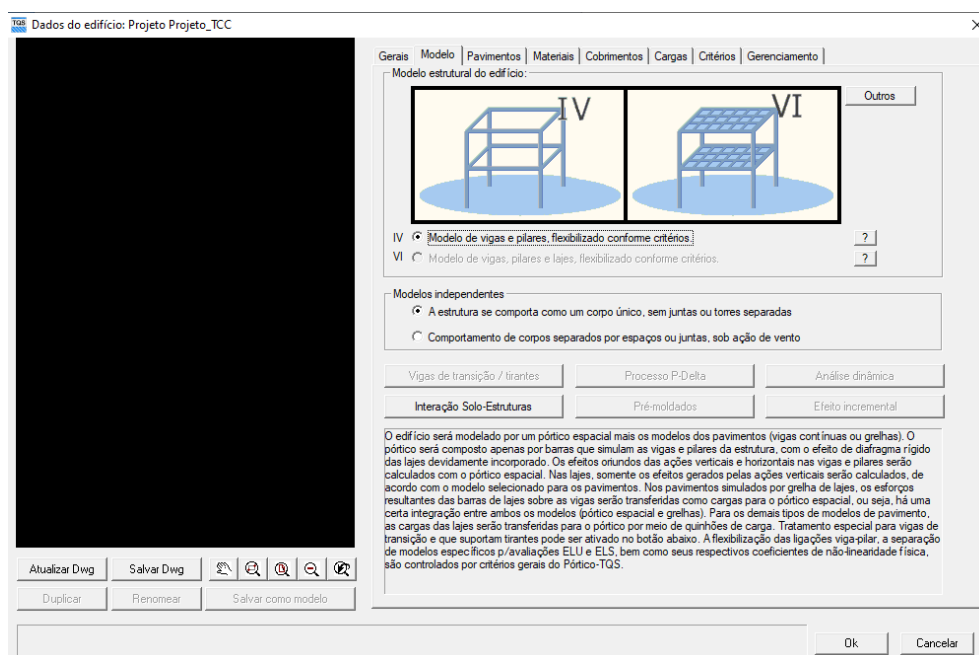 TQS Dados do edifício: Projeto Projeto_TCC
Gerais Modelo Pavimentos Materiais Cobrimentos Cargas Critérios Gerenciamento
Modelo estrutural do edifício:
IV VI
Outros
IV Modelo de vigas e pilares, flexibilizado conforme critérios. ?
VI Modelo de vigas, pilares e lajes, flexibilizado conforme critérios. ?
Modelos independentes
A estrutura se comporta como um corpo único, sem juntas ou torres separadas
Comportamento de corpos separados por espaços ou juntas, sob ação de vento
Vigas de transição / tirantes Processo P-Delta Análise dinâmica
Interação Solo-Estruturas Pré-moldados Efeito incremental
O edifício será modelado por um pórtico espacial mais os modelos dos pavimentos (vigas contínuas ou grelhas). O
pórtico será composto apenas por barras que simulam as vigas e pilares da estrutura, com o efeito de diafragma rígido
das lajes devidamente incorporado. Os efeitos oriundos das ações verticais e horizontais nas vigas e pilares serão
calculados com o pórtico espacial. Nas lajes, somente os efeitos gerados pelas ações verticais serão calculados, de
acordo com o modelo selecionado para os pavimentos. Nos pavimentos simulados por grelha de lajes, os esforços
resultantes das barras de lajes sobre as vigas serão transferidas como cargas para o pórtico espacial, ou seja, há uma
certa integração entre ambos os modelos (pórtico espacial e grelhas). Para os demais tipos de modelos de pavimento,
as cargas das lajes serão transferidas para o pórtico por meio de quinhões de carga. Tratamento especial para vigas de
transição e que suportam tirantes pode ser ativado no botão abaixo. A flexibilização das ligações viga-pilar, a separação
de modelos específicos p/avaliações ELU e ELS, bem como seus respectivos coeficientes de não-linearidade física,
são controlados por critérios gerais do Pórtico-TQS.
Atualizar Dwg Salvar Dwg
Duplicar Renomear Salvar como modelo
Ok Cancelar